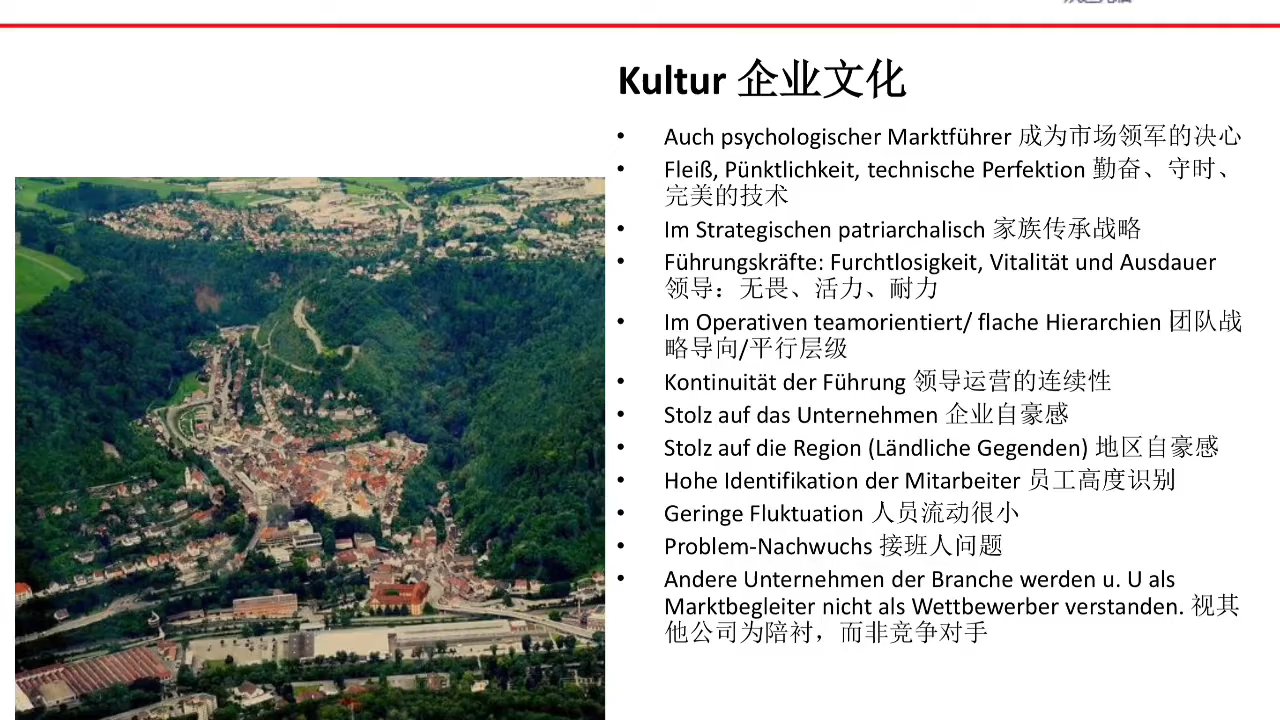 Kultur 企业文化
• Auch psychologischer Marktführer 成为市场领军的决心
• Fleiß, Pünktlichkeit, technische Perfektion 勤奋、守时、
完美的技术
• Im Strategischen patriarchalisch 家族传承战略
• Führungskräfte: Furchtlosigkeit, Vitalität und Ausdauer
领导：无畏、活力、耐力
• Im Operativen teamorientiert/ flache Hierarchien 团队战
略导向/平行层级
• Kontinuität der Führung 领导运营的连续性
• Stolz auf das Unternehmen 企业自豪感
• Stolz auf die Region (Ländliche Gegenden) 地区自豪感
• Hohe Identifikation der Mitarbeiter 员工高度识别
• Geringe Fluktuation 人员流动很小
• Problem-Nachwuchs 接班人问题
• Andere Unternehmen der Branche werden u. U als
Marktbegleiter nicht als Wettbewerber verstanden. 视其
他公司为陪衬，而非竞争对手